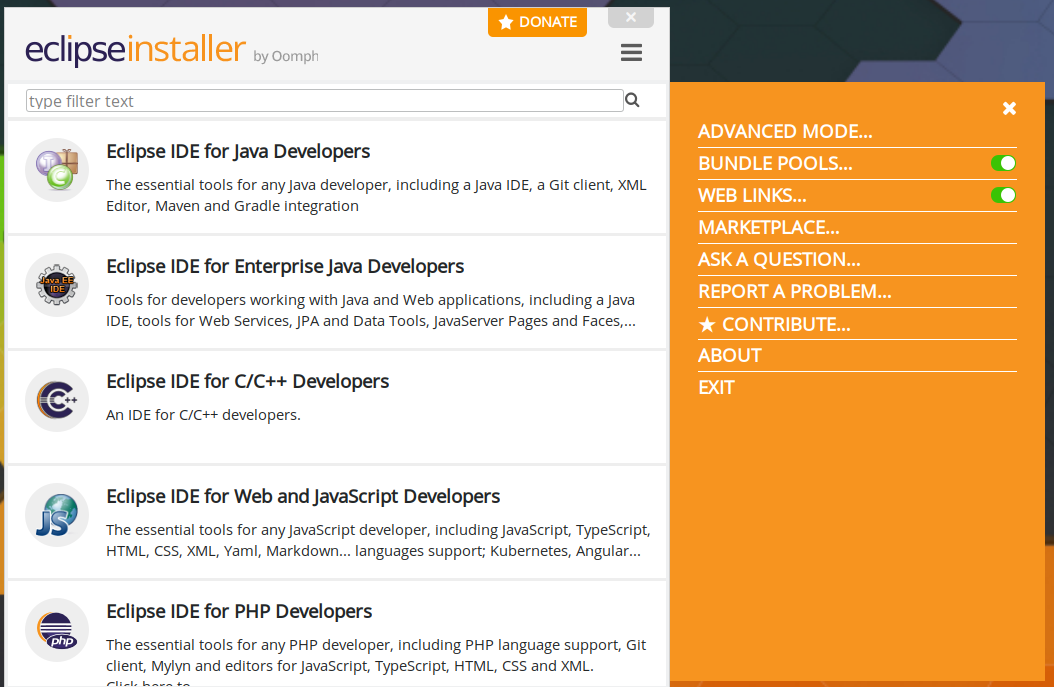 DONATE
eclipseinstaller by Oomph
type filter text
Eclipse IDE for Java Developers
The essential tools for any Java developer, including a Java IDE, a Git client, XML
Editor, Maven and Gradle integration
Java EE
IDE
Eclipse IDE for Enterprise Java Developers
Tools for developers working with Java and Web applications, including a Java
IDE, tools for Web Services, JPA and Data Tools, JavaServer Pages and Faces,...
C++
Eclipse IDE for C/C++ Developers
An IDE for C/C++ developers.
JS
Eclipse IDE for Web and JavaScript Developers
The essential tools for any JavaScript developer, including JavaScript, TypeScript,
HTML, CSS, XML, Yaml, Markdown... languages support; Kubernetes, Angular...
php
Eclipse IDE for PHP Developers
The essential tools for any PHP developer, including PHP language support, Git
client, Mylyn and editors for JavaScript, TypeScript, HTML, CSS and XML.
Click here to
ADVANCED MODE...
BUNDLE POOLS...
WEB LINKS...
MARKETPLACE...
ASK A QUESTION...
REPORT A PROBLEM...
★ CONTRIBUTE...
ABOUT
EXIT